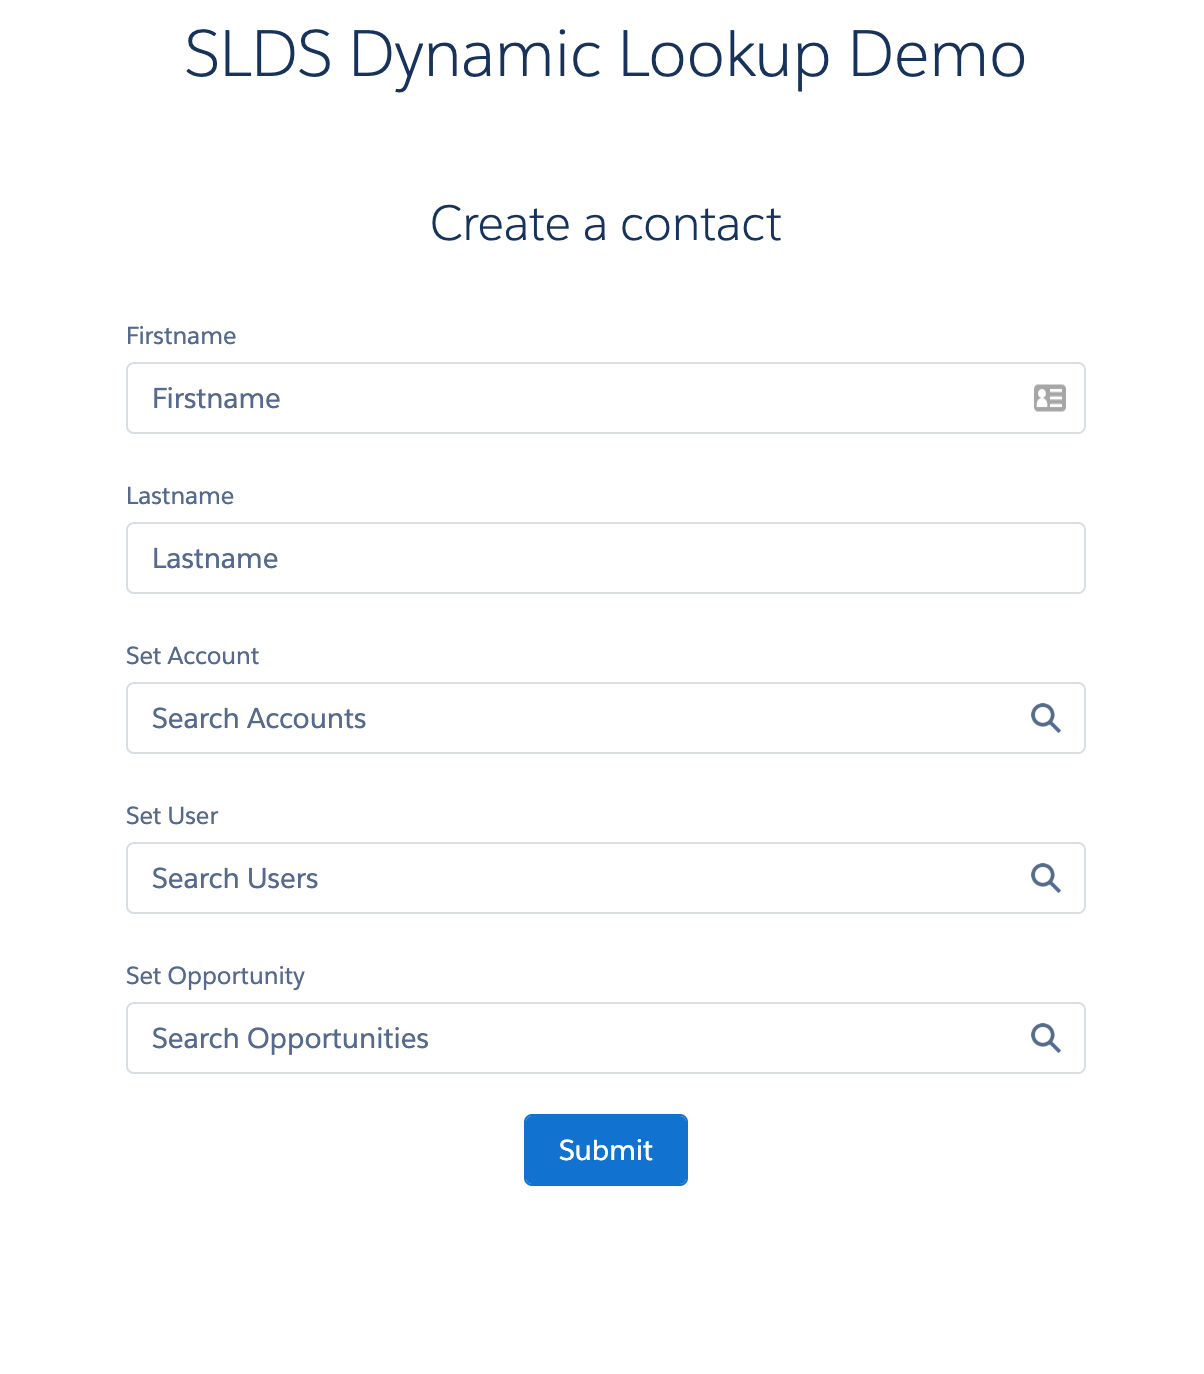 SLDS Dynamic Lookup Demo
Create a contact
Firstname
Firstname
Lastname
Lastname
Set Account
Search Accounts
Set User
Search Users
Set Opportunity
Search Opportunities
Submit